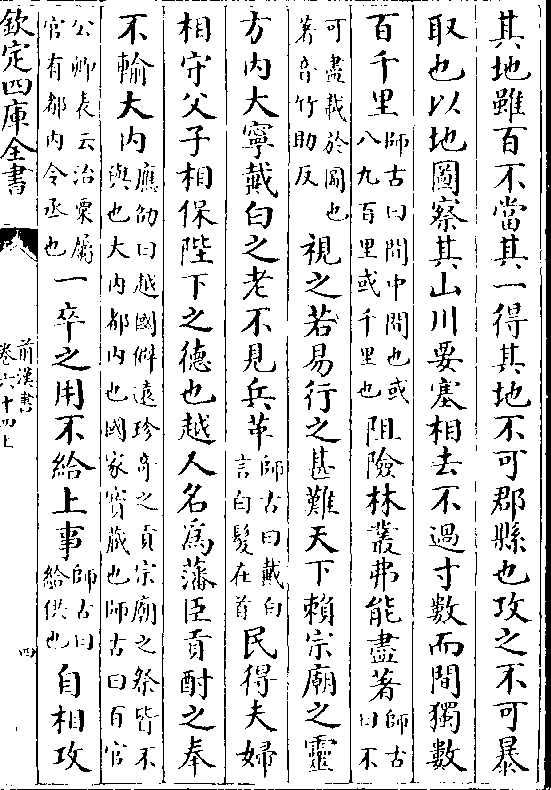 其地雖百不當其一得其地不可郡縣也攻之不可暴
取也以地圖察其山川要塞相去不過寸數而間獨數
百千里師古曰間中間也或八九百里或千里也阻險林叢弗能盡著師古曰不
可盡載於圖也著音竹助反視之若易行之甚難天下賴宗廟之靈
方內大寧戴白之老不見兵革師古曰戴白言白髮在首民得夫婦
相守父子相保陛下之德也越人名為藩臣貢酎之奉
不輸大內應劭曰越國僻遠珍奇之貢宗廟之祭皆不與也大內都內也國家寳藏也師古曰百官
公卿表云治粟屬官有都內令丞也一卒之用不給上事師古曰給供也自相攻
欽定四庫全書
前漢書
卷六十四上
四